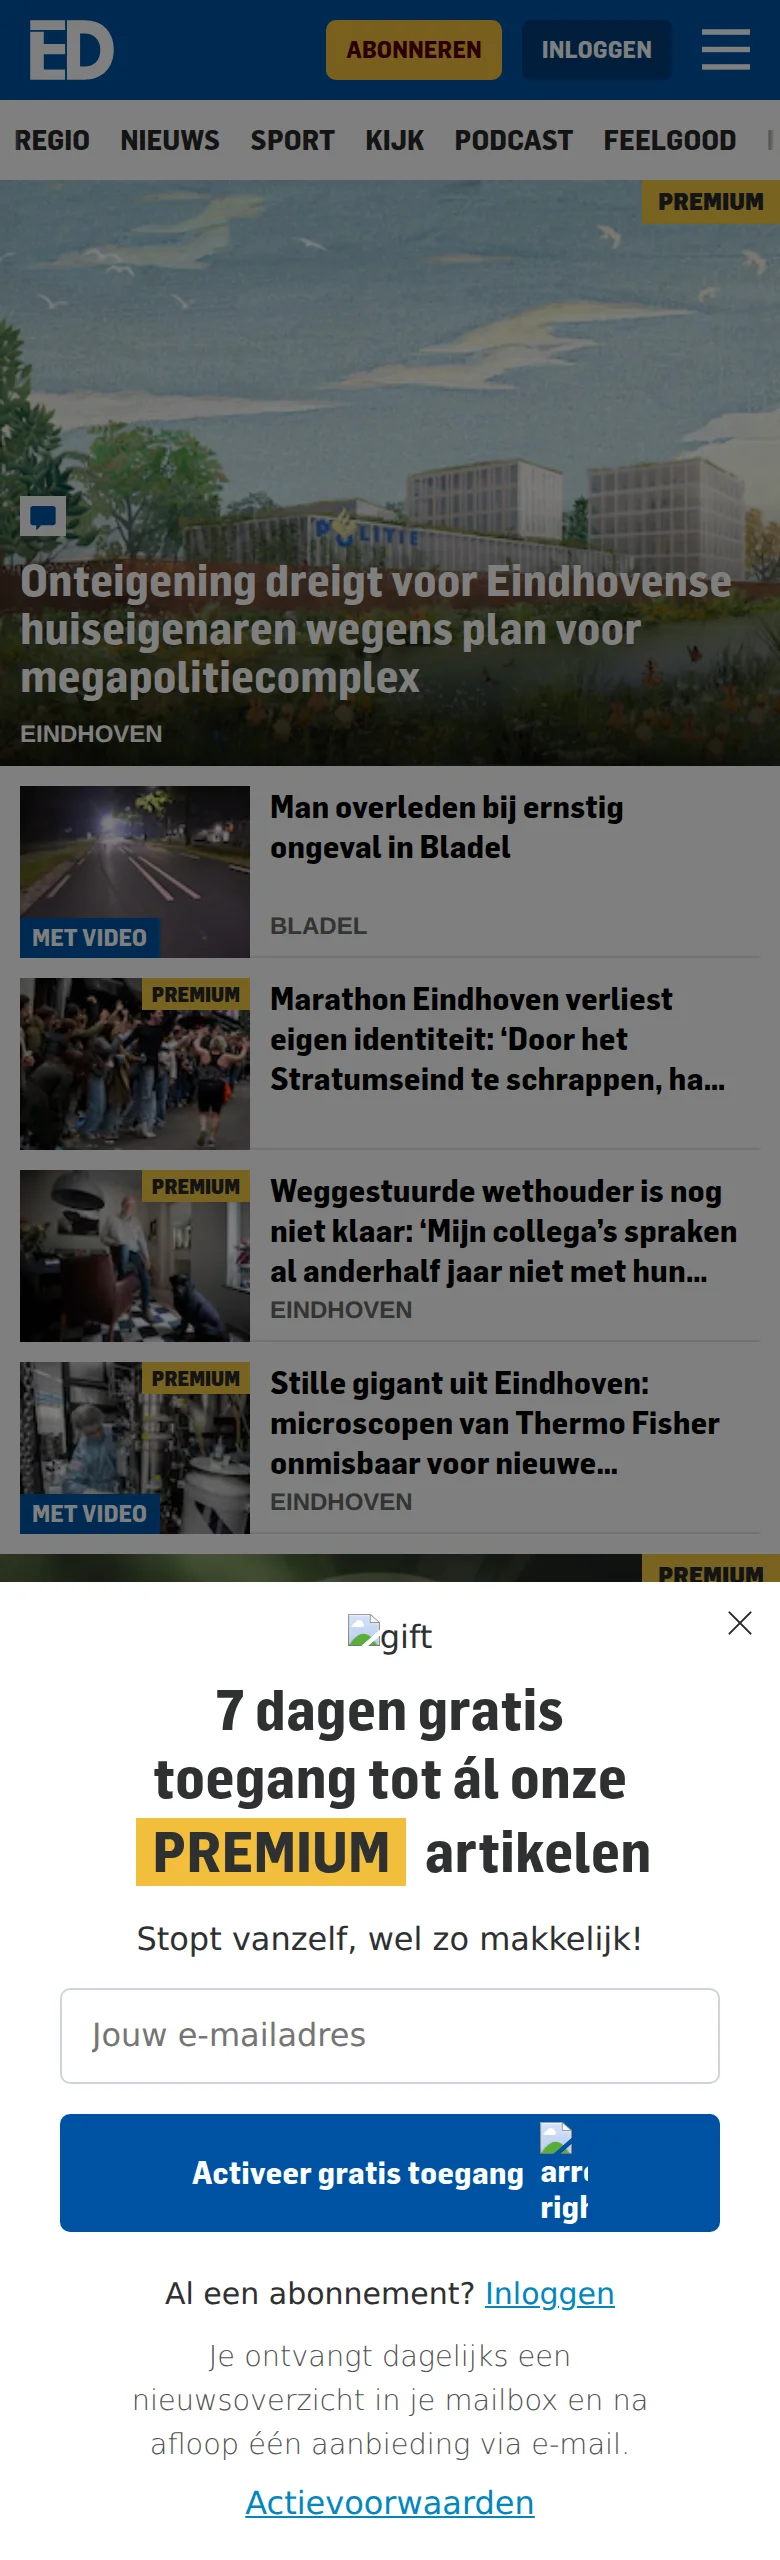 ED
ABONNEREN
INLOGGEN
REGIO NIEUWS SPORT KIJK PODCAST FEELGOOD
PREMIUM
POLITIE
Onteigening dreigt voor Eindhovense
huiseigenaren wegens plan voor
megapolitiecomplex
EINDHOVEN
Man overleden bij ernstig
ongeval in Bladel
BLADEL
MET VIDEO
PREMIUM
Marathon Eindhoven verliest
eigen identiteit: ‘Door het
Stratumseind te schrappen, ha...
PREMIUM
Weggestuurde wethouder is nog
niet klaar: ‘Mijn collega’s spraken
al anderhalf jaar niet met hun...
EINDHOVEN
PREMIUM
Stille gigant uit Eindhoven:
microscopen van Thermo Fisher
onmisbaar voor nieuwe...
EINDHOVEN
MET VIDEO
PREMIUM
gift
7 dagen gratis
toegang tot ál onze
PREMIUM artikelen
Stopt vanzelf, wel zo makkelijk!
Jouw e-mailadres
Activeer gratis toegang
Al een abonnement? Inloggen
Je ontvangt dagelijks een
nieuwsoverzicht in je mailbox en na
afloop één aanbieding via e-mail.
Actievoorwaarden